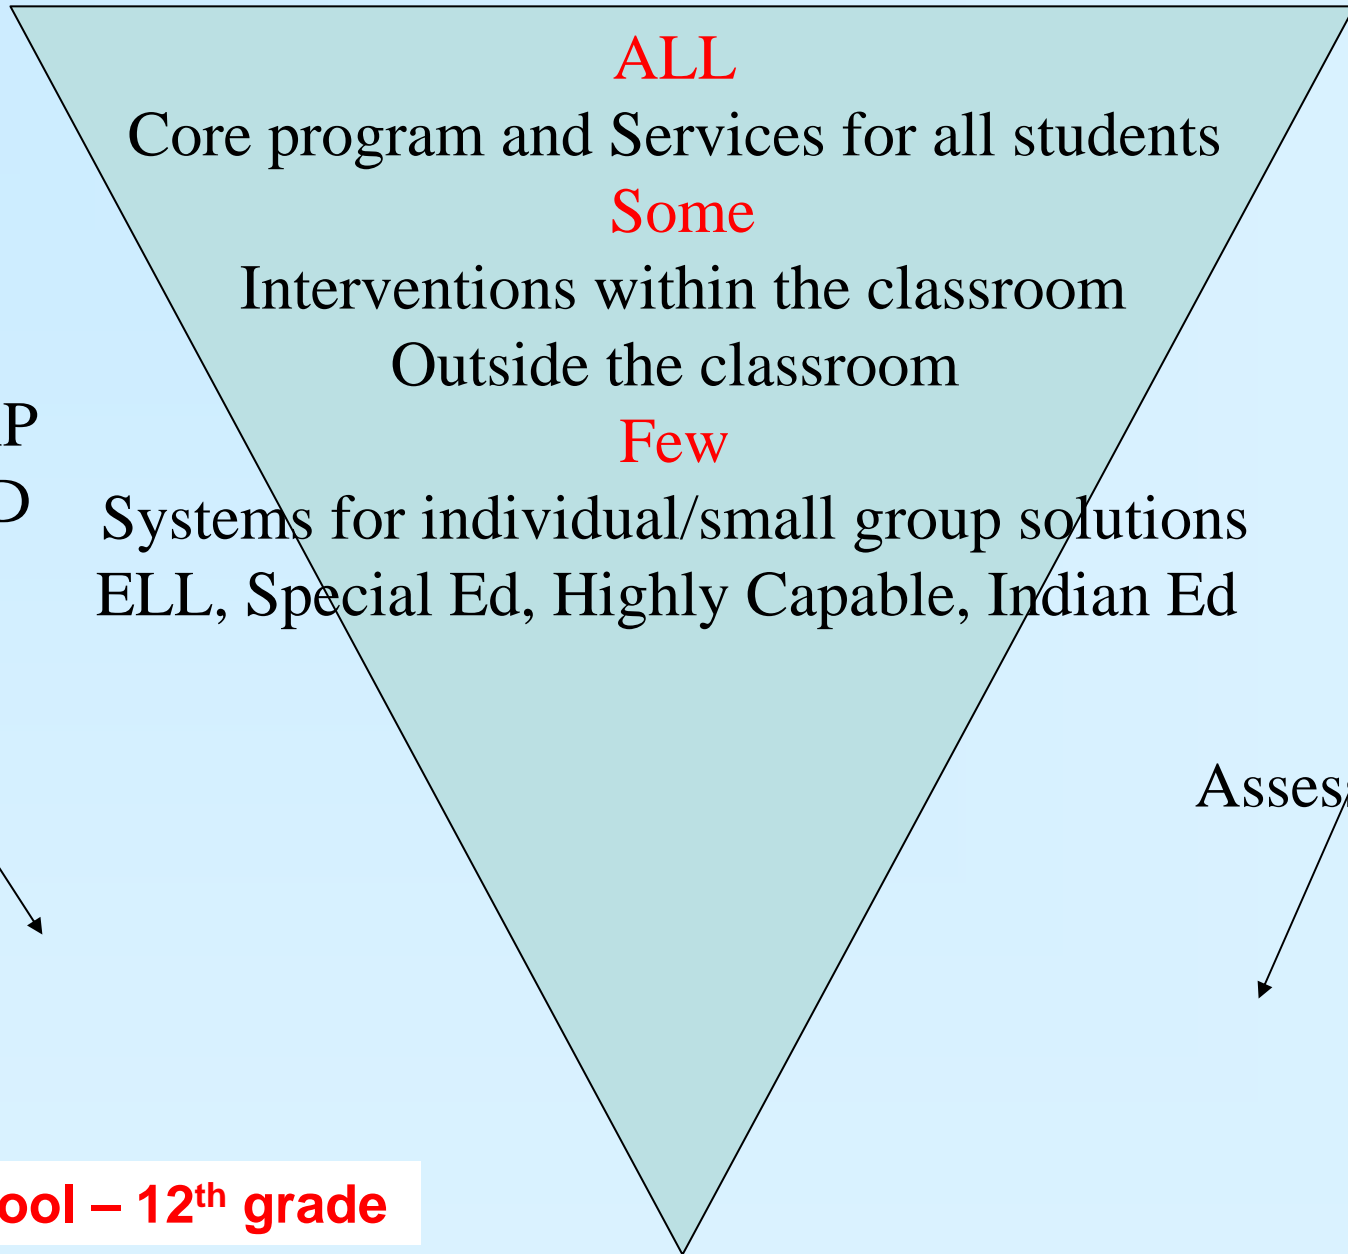 ALL
Core program and Services for all students
Some
Interventions within the classroom
Outside the classroom
Few
Systems for individual/small group solutions
ELL, Special Ed, Highly Capable, Indian Ed
– 12th grade